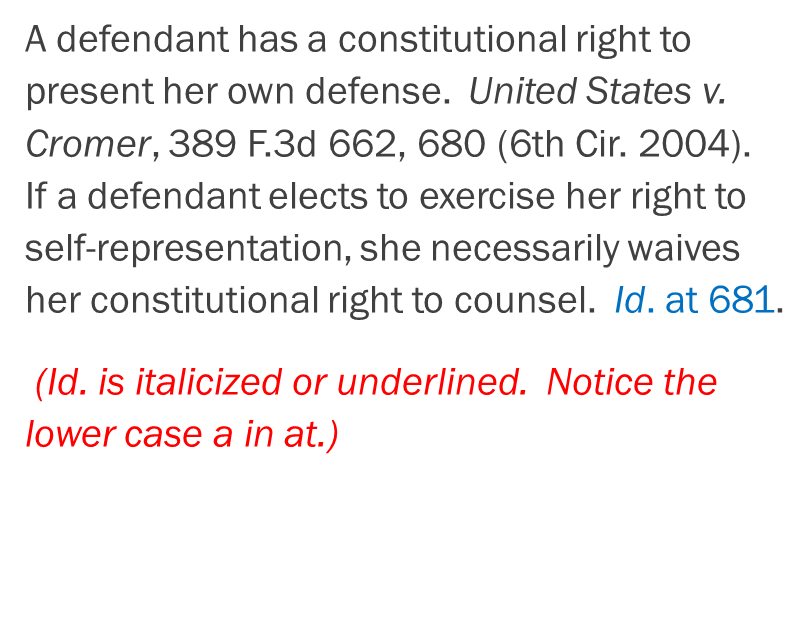 A defendant has a constitutional right to
present her own defense.  United States v.
Cromer, 389 F.3d 662, 680 (6th Cir. 2004).
If a defendant elects to exercise her right to
self-representation, she necessarily waives
her constitutional right to counsel.  Id. at 681.
(Id. is italicized or underlined.  Notice the
lower case a in at.)